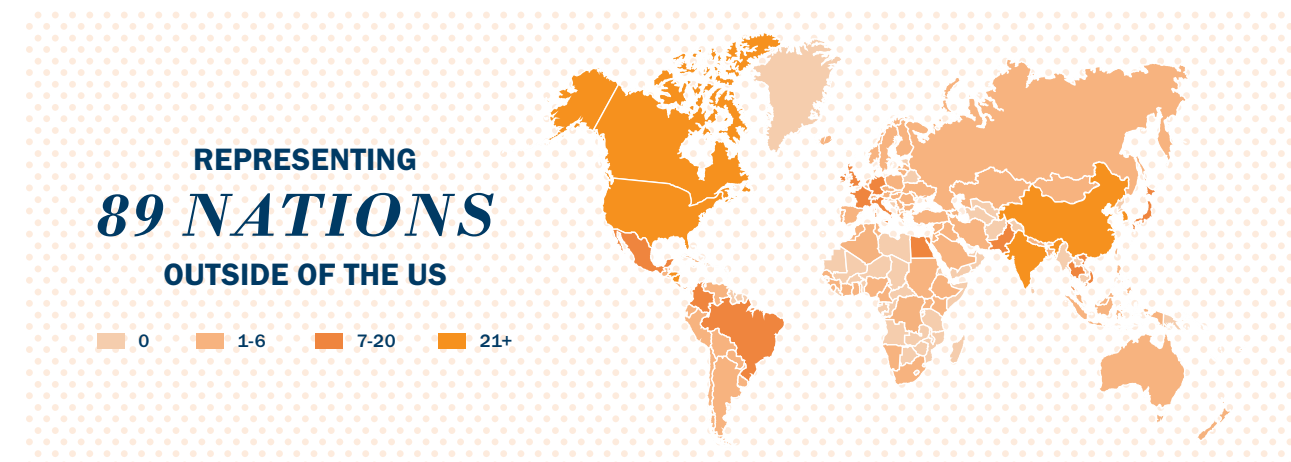 REPRESENTING
89 NATIONS
OUTSIDE OF THE US
0 1-6 7-20 21+